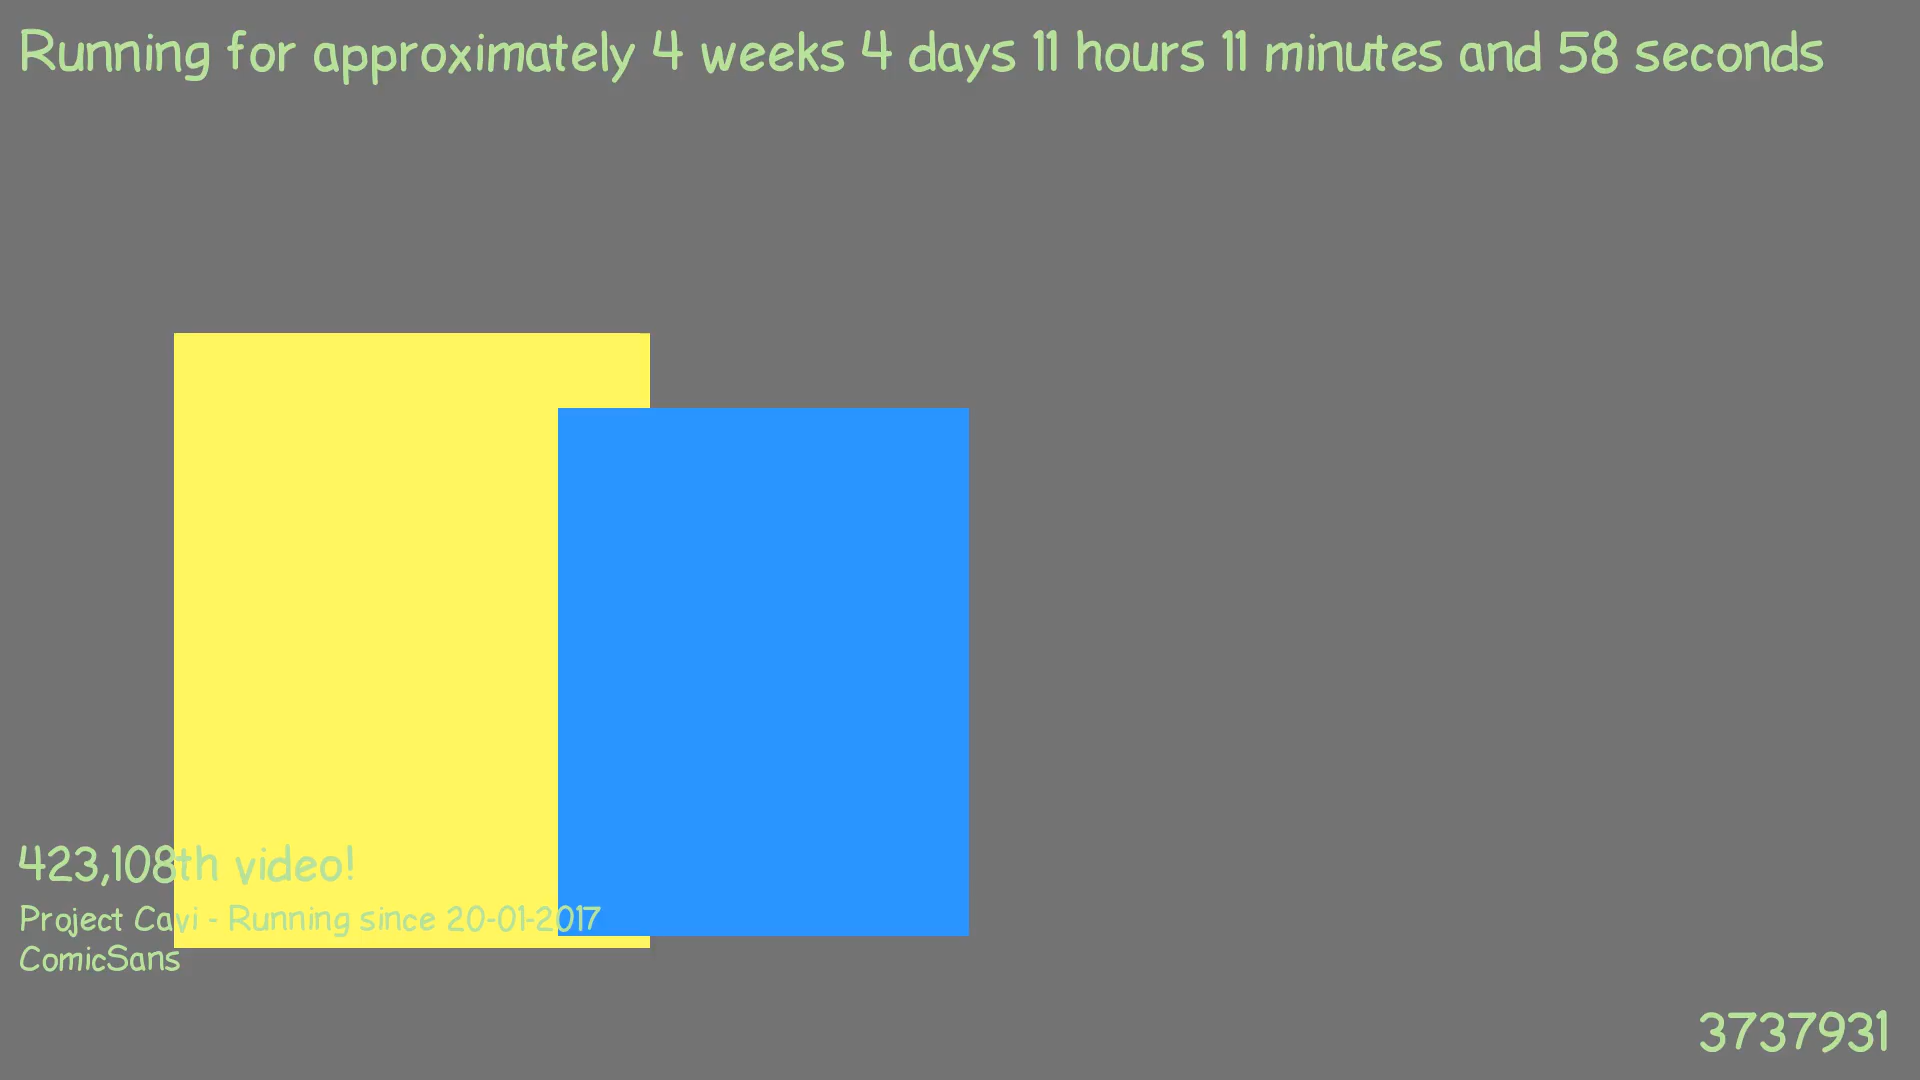 Running for approximately 4 weeks 4 days 11 hours 11 minutes and 58 seconds
423,108th video!
Project Cavi - Running since 20-01-2017
ComicSans
3737931